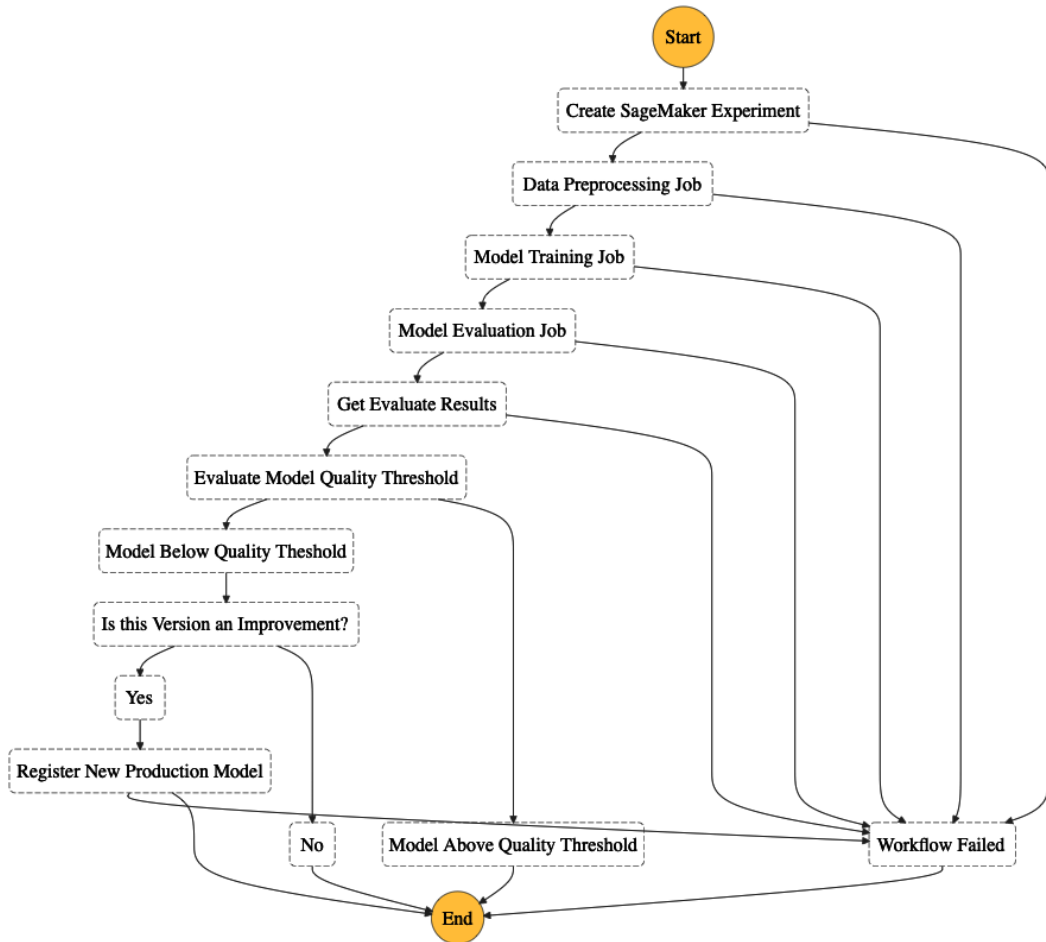 Start
Create SageMaker Experiment
Data Preprocessing Job
Model Training Job
Model Evaluation Job
Get Evaluate Results
Evaluate Model Quality Threshold
Model Below Quality Theshold
Is this Version an Improvement?
Yes
Register New Production Model
No
Model Above Quality Threshold
Workflow Failed
End